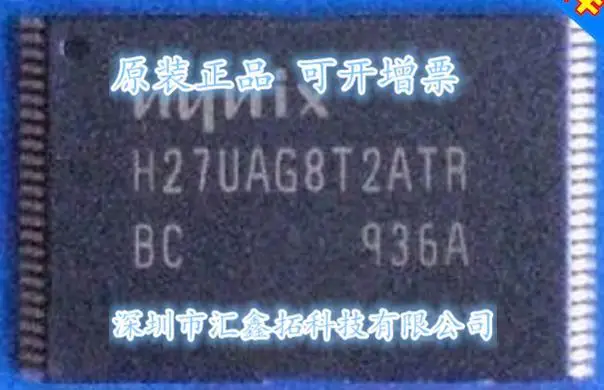 原装正品 可开增票
hynix
H27UAG8T2ATR
BC 936A
深圳市汇鑫拓科技有限公司